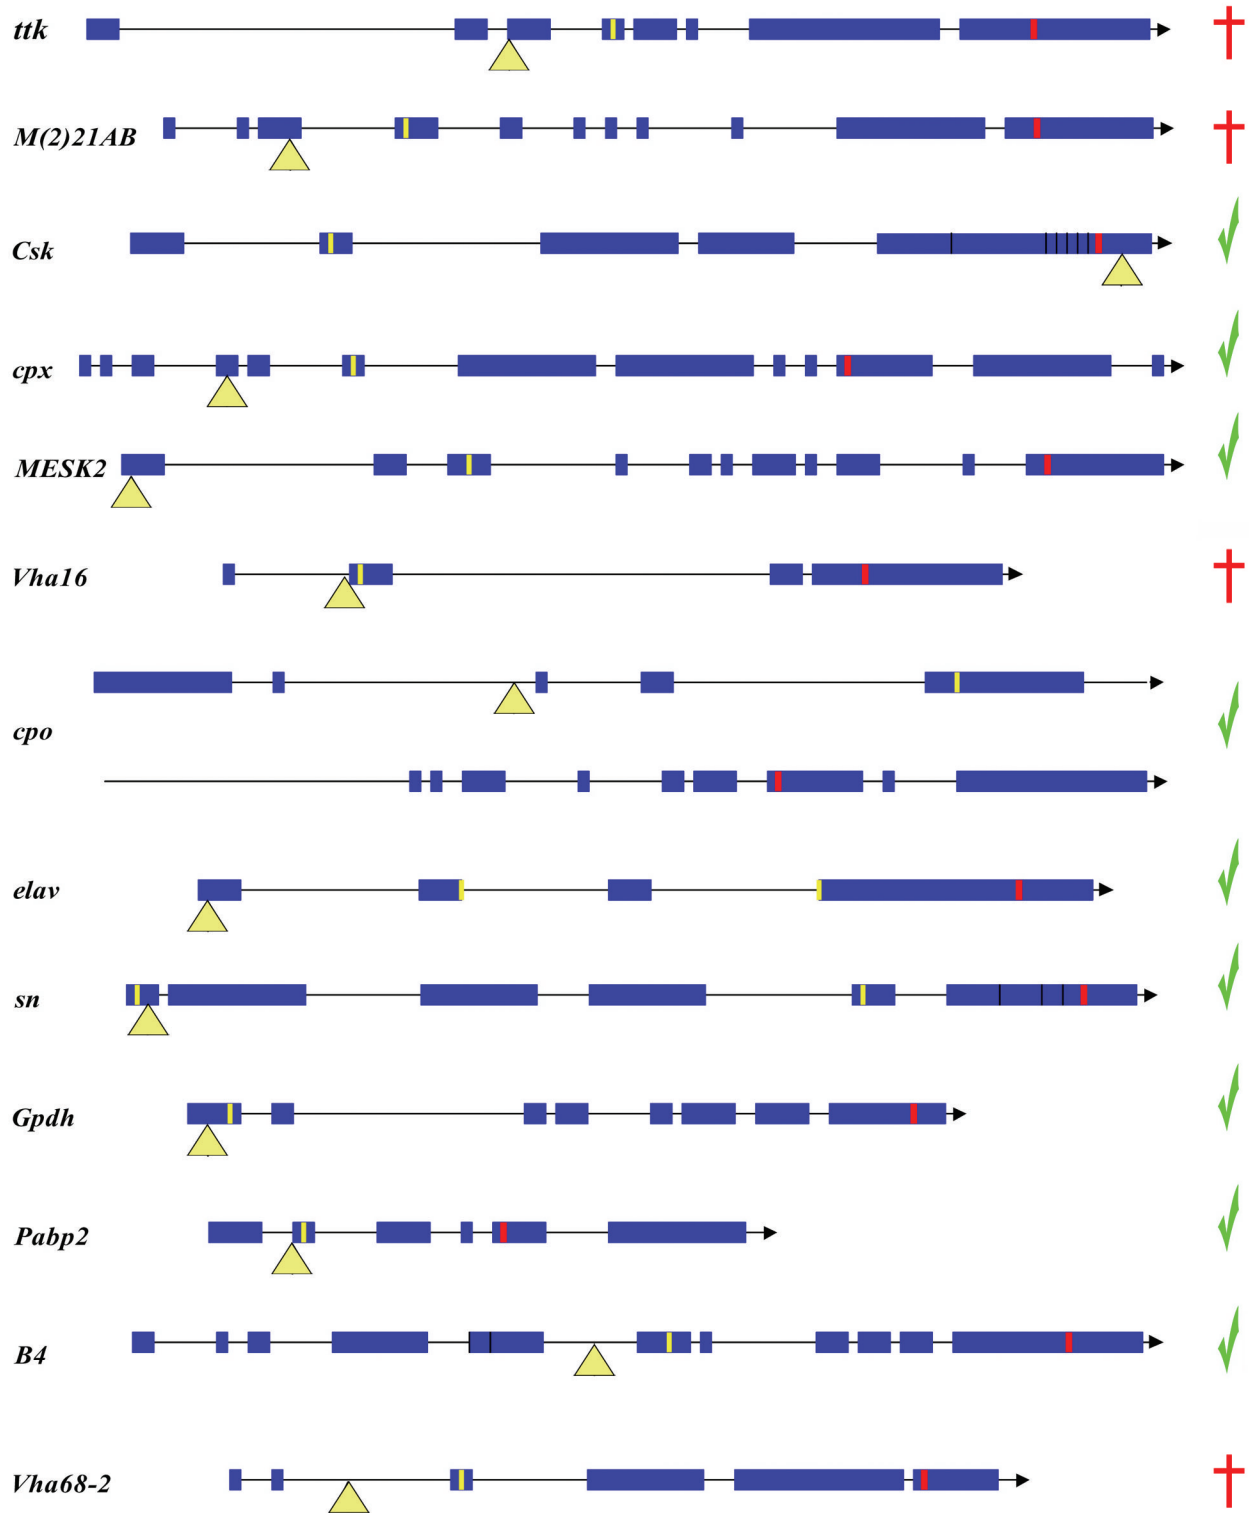 ttk
M(2)21AB
Csk
cpx
MESK2
Vha16
cpo
elav
sn
Gpdh
Pabp2
B4
Vha68-2